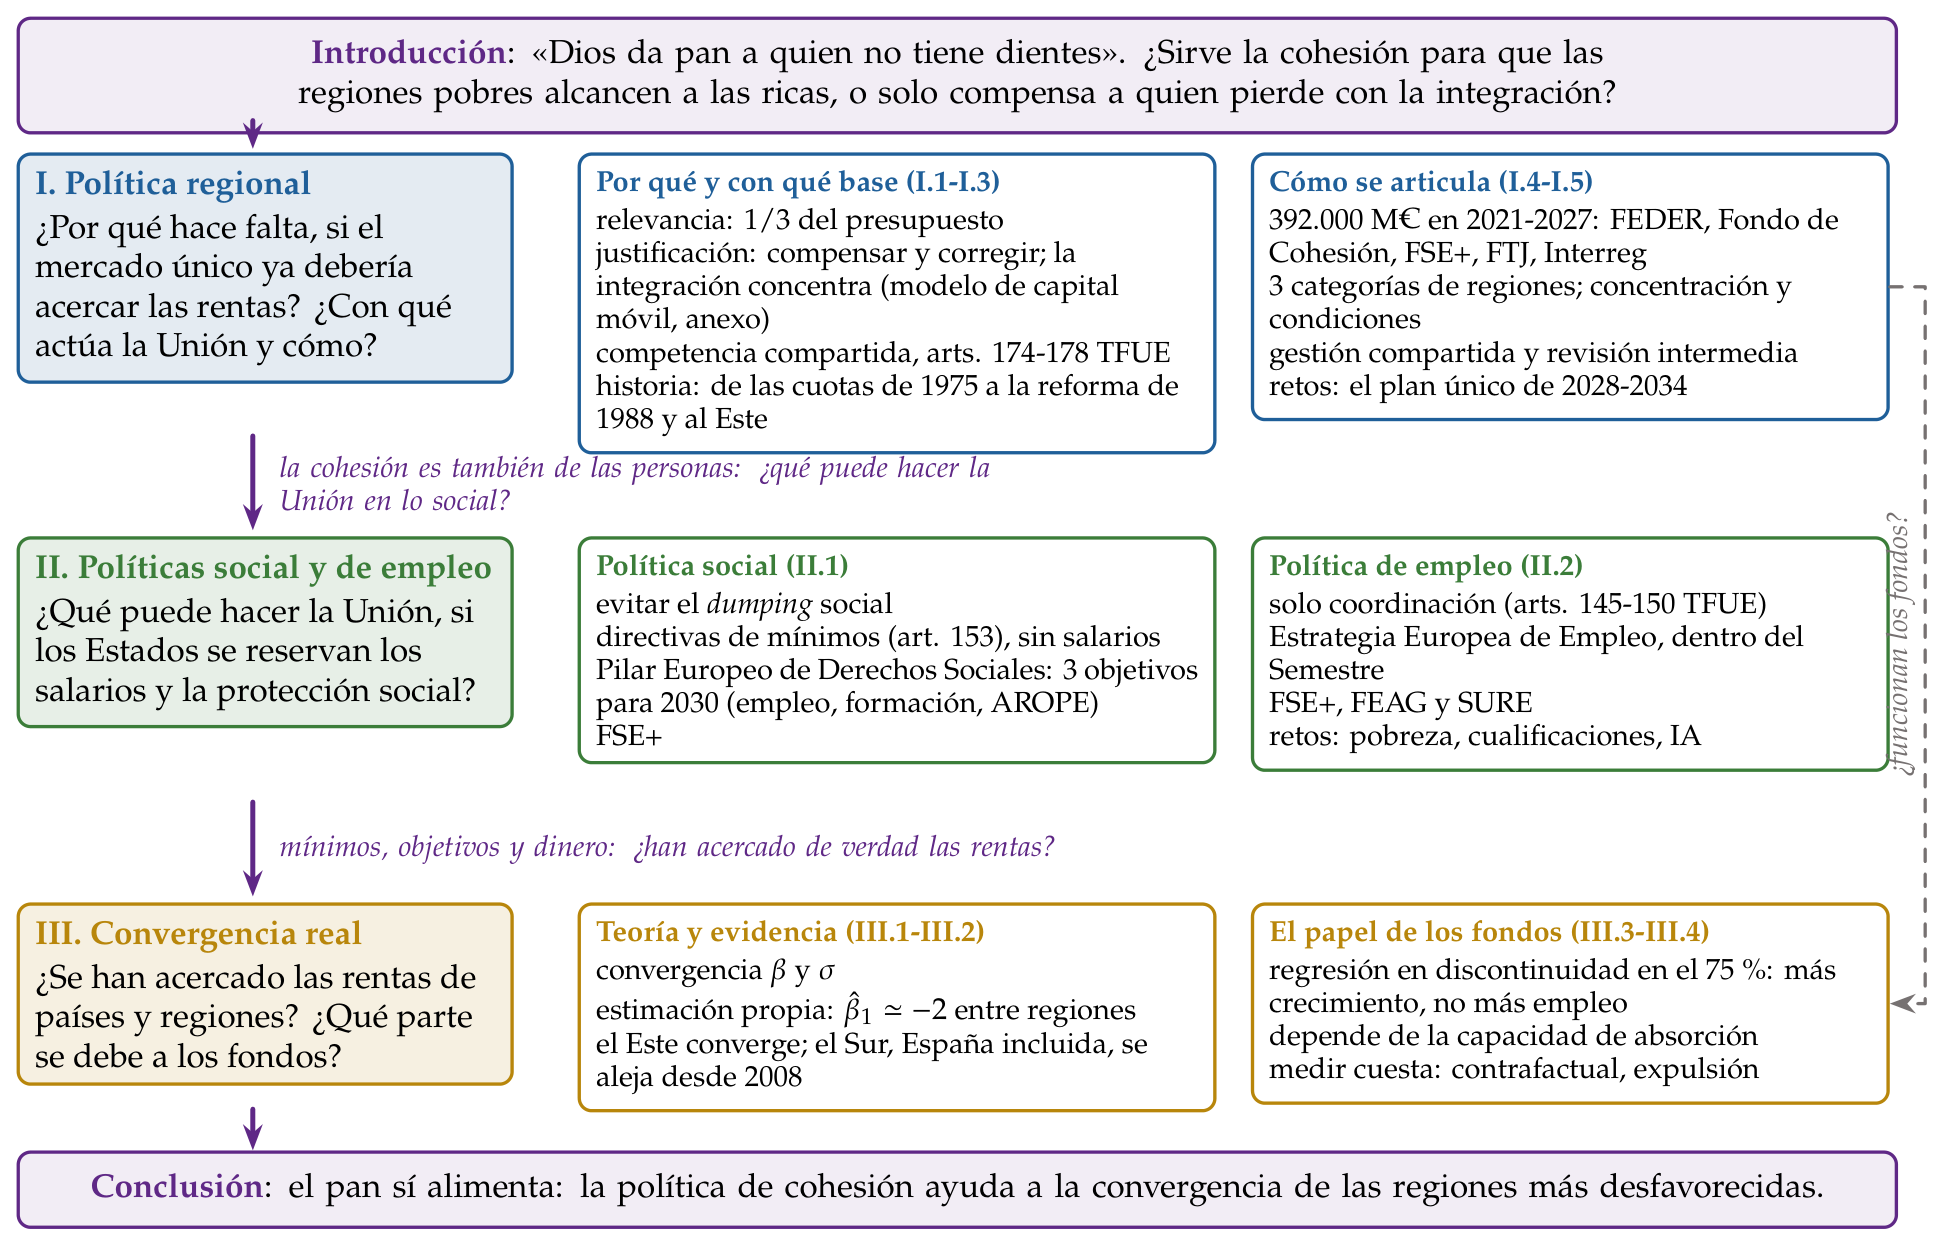 Introducción: «Dios da pan a quien no tiene dientes». ¿Sirve la cohesión para que las
regiones pobres alcancen a las ricas, o solo compensa a quien pierde con la integración?
I. Política regional
¿Por qué hace falta, si el
mercado único ya debería
acercar las rentas? ¿Con qué
actúa la Unión y cómo?
Por qué y con qué base (I.1-I.3)
relevancia: 1/3 del presupuesto
justificación: compensar y corregir; la
integración concentra (modelo de capital
móvil, anexo)
competencia compartida, arts. 174-178 TFUE
historia: de las cuotas de 1975 a la reforma de
1988 y al Este
Cómo se articula (I.4-I.5)
392.000 M€ en 2021-2027: FEDER, Fondo de
Cohesión, FSE+, FTJ, Interreg
3 categorías de regiones; concentración y
condiciones
gestión compartida y revisión intermedia
retos: el plan único de 2028-2034
la cohesión es también de las personas: ¿qué puede hacer la
Unión en lo social?
¿funcionan los fondos?
II. Políticas social y de empleo
¿Qué puede hacer la Unión, si
los Estados se reservan los
salarios y la protección social?
Política social (II.1)
evitar el dumping social
directivas de mínimos (art. 153), sin salarios
Pilar Europeo de Derechos Sociales: 3 objetivos
para 2030 (empleo, formación, AROPE)
FSE+
Política de empleo (II.2)
solo coordinación (arts. 145-150 TFUE)
Estrategia Europea de Empleo, dentro del
Semestre
FSE+, FEAG y SURE
retos: pobreza, cualificaciones, IA
mínimos, objetivos y dinero: ¿han acercado de verdad las rentas?
III. Convergencia real
¿Se han acercado las rentas de
países y regiones? ¿Qué parte
se debe a los fondos?
Teoría y evidencia (III.1-III.2)
convergencia β y σ
estimación propia: β̂₁ ≃ −2 entre regiones
el Este converge; el Sur, España incluida, se
aleja desde 2008
El papel de los fondos (III.3-III.4)
regresión en discontinuidad en el 75 %: más
crecimiento, no más empleo
depende de la capacidad de absorción
medir cuesta: contrafactual, expulsión
Conclusión: el pan sí alimenta: la política de cohesión ayuda a la convergencia de las regiones más desfavorecidas.